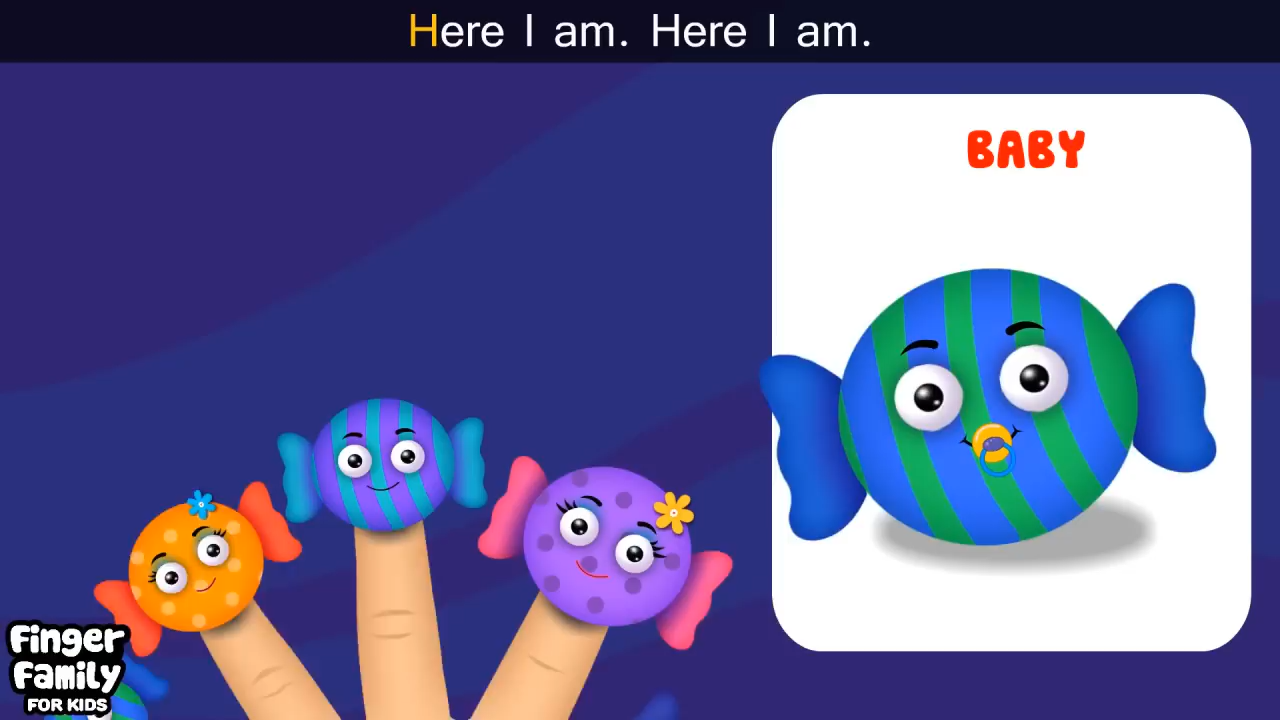 Here I am. Here I am.
BABY
Finger
Family
FOR KIDS